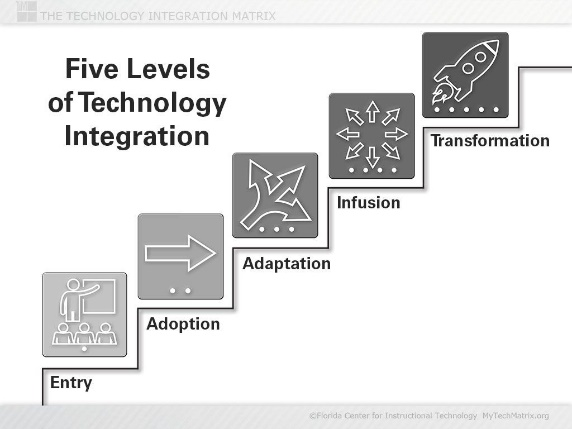 THE TECHNOLOGY INTEGRATION MATRIX
Five Levels
of Technology
Integration
Transformation
Infusion
Adaptation
Adoption
Entry
©Florida Center for Instructional Technology MyTechMatrix.org